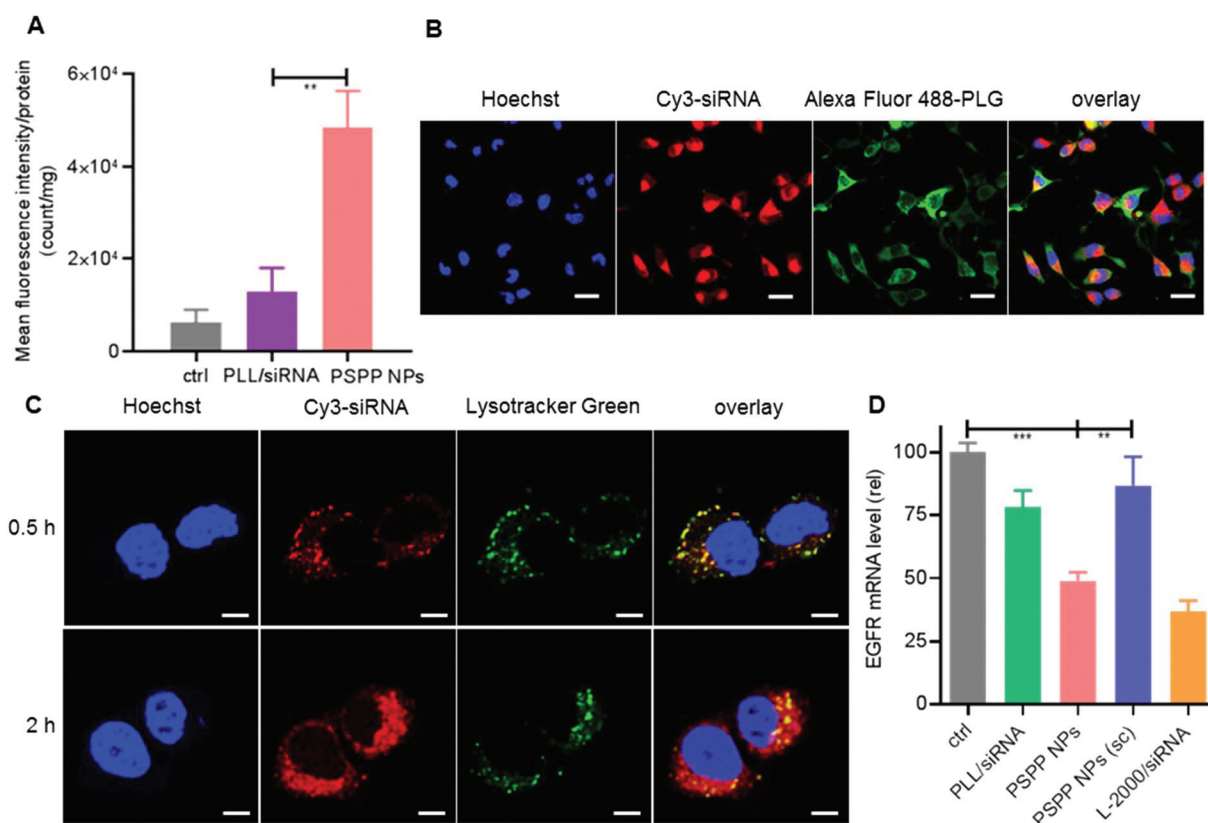 A
Mean fluorescence intensity/protein
(count/mg)
6×10⁴
4×10⁴
2×10⁴
0
**
ctrl PLL/siRNA PSPP NPs
B
Hoechst Cy3-siRNA Alexa Fluor 488-PLG overlay
C
Hoechst Cy3-siRNA Lysotracker Green overlay
0.5 h
2 h
D
EGFR mRNA level (rel)
100
75
50
25
0
*** **
ctrl
PLL/siRNA
PSPP NPs
PSPP NPs (sc)
L-2000/siRNA